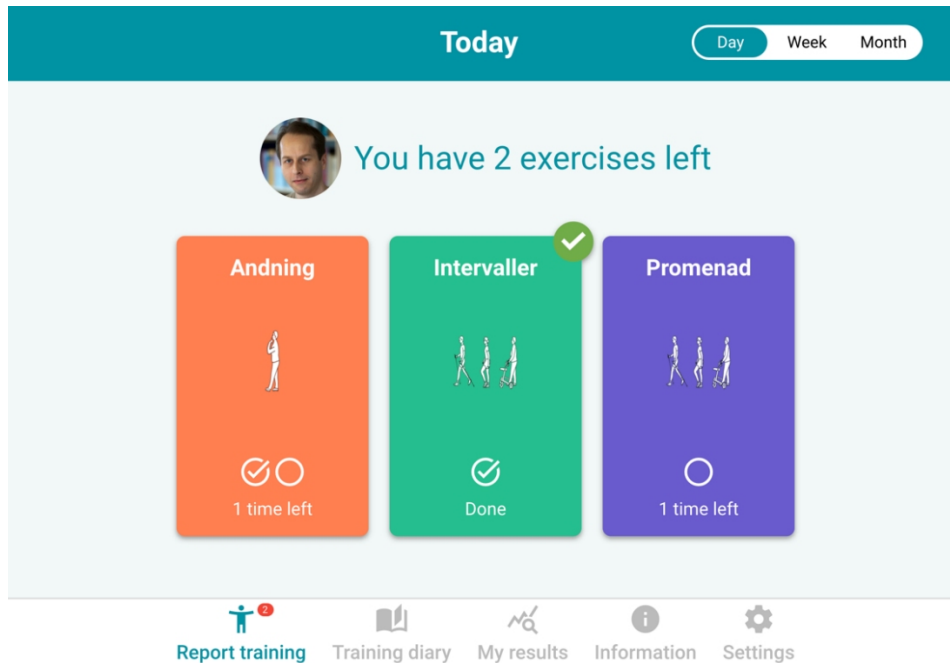 Today
Day Week Month
You have 2 exercises left
Andning
Intervaller
Promenad
1 time left
Done
1 time left
2
Report training
Training diary
My results
Information
Settings